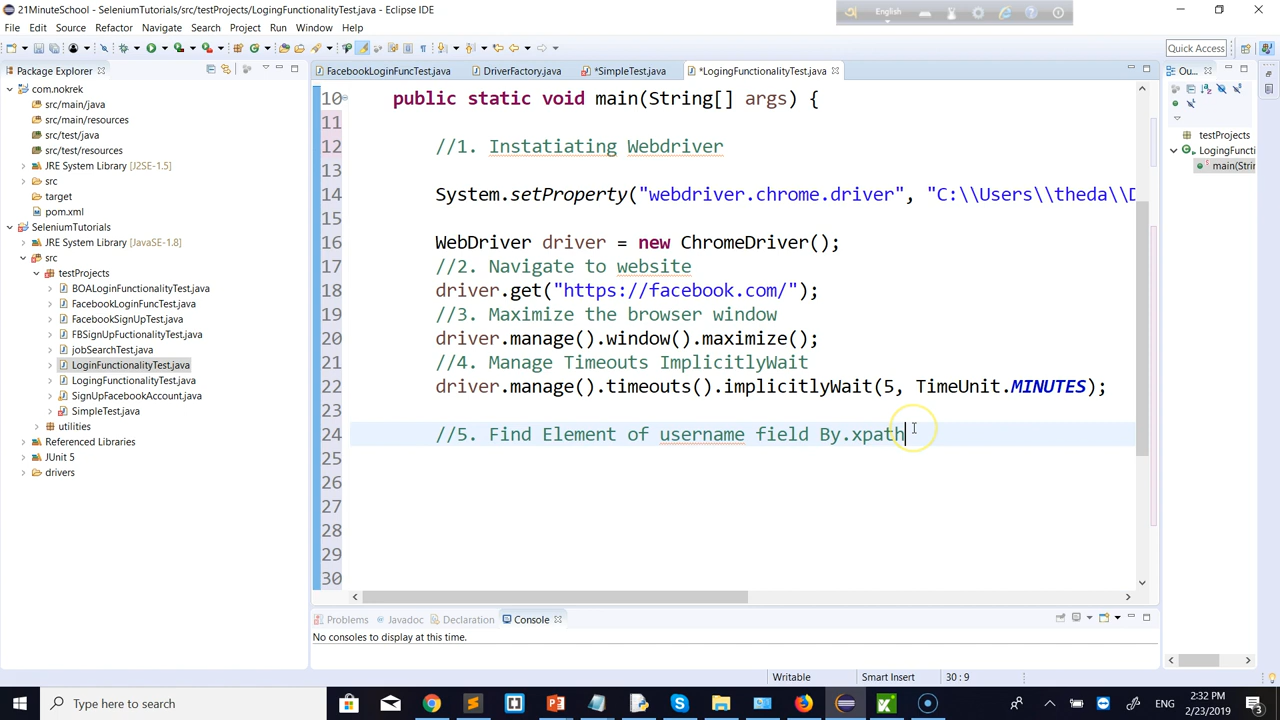 21MinuteSchool - SeleniumTutorials/src/testProjects/LogingFunctionalityTest.java - Eclipse IDE
English
File Edit Source Refactor Navigate Search Project Run Window Help
Quick Access
Package Explorer
FacebookLoginFuncTest.java
DriverFactory.java
*SimpleTest.java
*LogingFunctionalityTest.java
Ou...
com.nokrek
src/main/java
src/main/resources
src/test/java
src/test/resources
JRE System Library [J2SE-1.5]
src
target
pom.xml
SeleniumTutorials
JRE System Library [JavaSE-1.8]
src
testProjects
BOALoginFunctionalityTest.java
FacebookLoginFuncTest.java
FacebookSignUpTest.java
FBSignUpFuctionalityTest.java
jobSearchTest.java
LoginFunctionalityTest.java
LogingFunctionalityTest.java
SignUpFacebookAccount.java
SimpleTest.java
utilities
Referenced Libraries
JUnit 5
drivers
10 public static void main(String[] args) {
11
12 //1. Instatiating Webdriver
13
14 System.setProperty("webdriver.chrome.driver", "C:\\Users\\theda\\D
15
16 WebDriver driver = new ChromeDriver();
17 //2. Navigate to website
18 driver.get("https://facebook.com/");
19 //3. Maximize the browser window
20 driver.manage().window().maximize();
21 //4. Manage Timeouts ImplicitlyWait
22 driver.manage().timeouts().implicitlyWait(5, TimeUnit.MINUTES);
23
24 //5. Find Element of username field By.xpath
25
26
27
28
29
30
testProjects
LogingFuncti
main(Strin
Problems
Javadoc
Declaration
Console
No consoles to display at this time.
Writable
Smart Insert
30 : 9
Type here to search
ENG
2:32 PM
2/23/2019
3